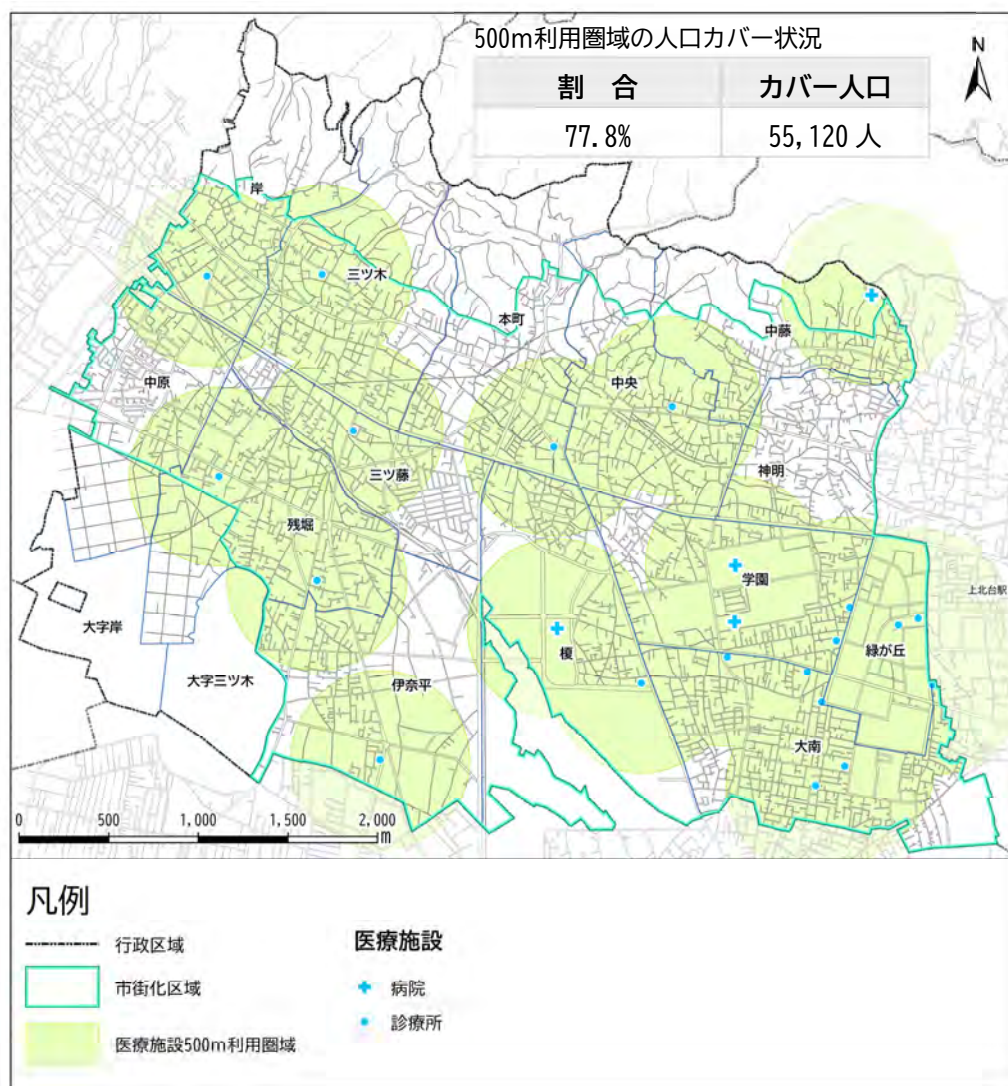 500m利用圏域の人口カバー状況
割 合 カバー人口
77.8% 55,120 人
N
岸
三ツ木
本町
中藤
中原
中央
三ツ藤
神明
残堀
学園
上北台駅
大字岸
榎
緑が丘
大字三ツ木
伊奈平
大南
0 500 1,000 1,500 2,000
m
凡例
行政区域
市街化区域
医療施設500m利用圏域
医療施設
病院
診療所